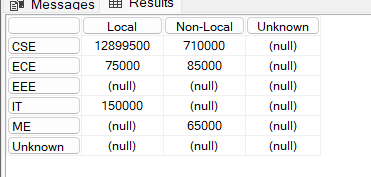 Messages Results
Local Non-Local Unknown
CSE 12899500 710000 (null)
ECE 75000 85000 (null)
EEE (null) (null) (null)
IT 150000 (null) (null)
ME (null) 65000 (null)
Unknown (null) (null) (null)